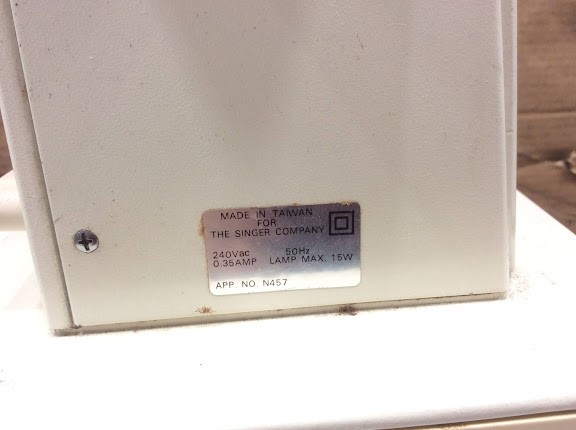 MADE IN TAIWAN
FOR
THE SINGER COMPANY
240Vac 50Hz
0.35AMP LAMP MAX. 15W
APP. NO. N457